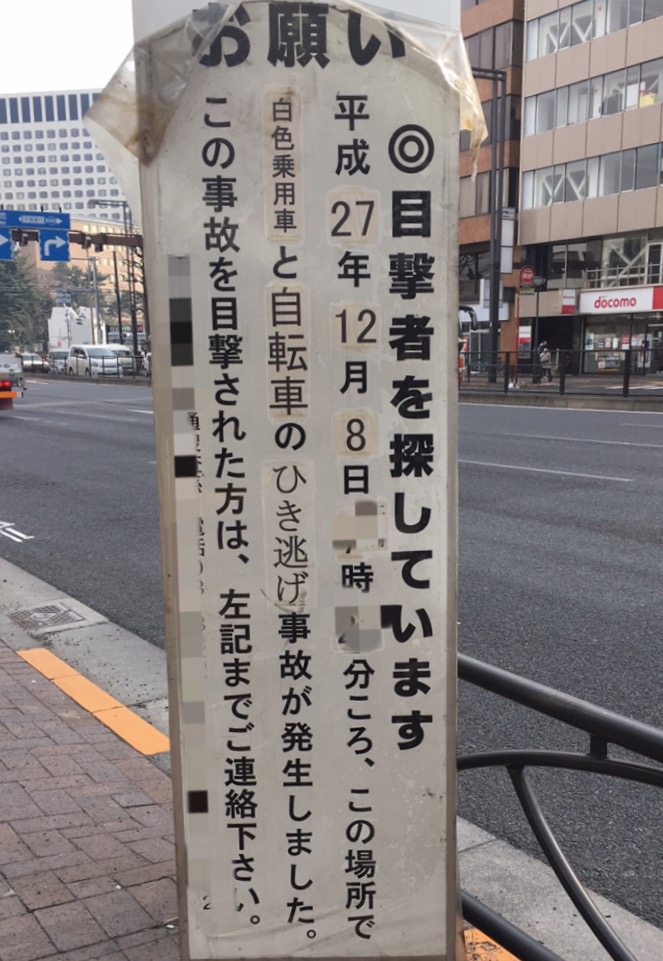 お願い
◎目撃者を探しています
平成27年12月8日 時 分ころ、この場所で
白色乗用車と自転車のひき逃げ事故が発生しました。
この事故を目撃された方は、左記までご連絡下さい。
döcomo